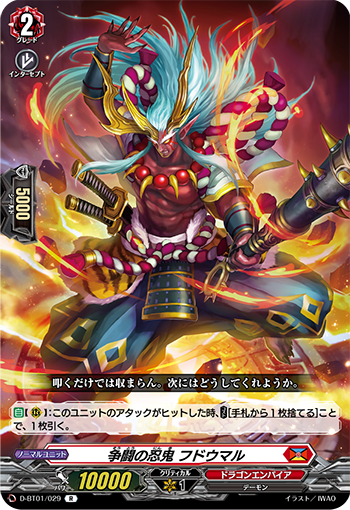 2
グレード
インターセプト
5000
シールド
叩くだけでは収まらん。次にはどうしてくれようか。
自【R】:このユニットのアタックがヒットした時、【手札から1枚捨てる】こと
で、1枚引く。
ノーマルユニット
争闘の忍鬼 フドウマル
D-BT01/029 R
パワー
10000
クリティカル
1
ドラゴンエンパイア
デーモン
イラスト/IWAO